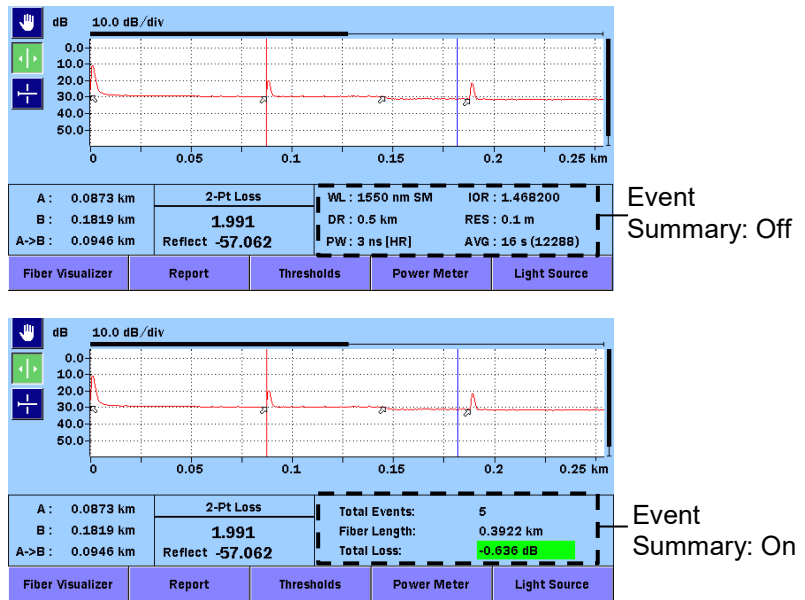 dB 10.0 dB/div
0.0
10.0
20.0
30.0
40.0
50.0
0 0.05 0.1 0.15 0.2 0.25 km
A : 0.0873 km
B : 0.1819 km
A->B : 0.0946 km
2-Pt Loss
1.991
Reflect -57.062
WL : 1550 nm SM IOR : 1.468200
DR : 0.5 km RES : 0.1 m
PW : 3 ns [HR] AVG : 16 s (12288)
Event
Summary: Off
Fiber Visualizer Report Thresholds Power Meter Light Source
dB 10.0 dB/div
0.0
10.0
20.0
30.0
40.0
50.0
0 0.05 0.1 0.15 0.2 0.25 km
A : 0.0873 km
B : 0.1819 km
A->B : 0.0946 km
2-Pt Loss
1.991
Reflect -57.062
Total Events: 5
Fiber Length: 0.3922 km
Total Loss: -0.636 dB
Event
Summary: On
Fiber Visualizer Report Thresholds Power Meter Light Source